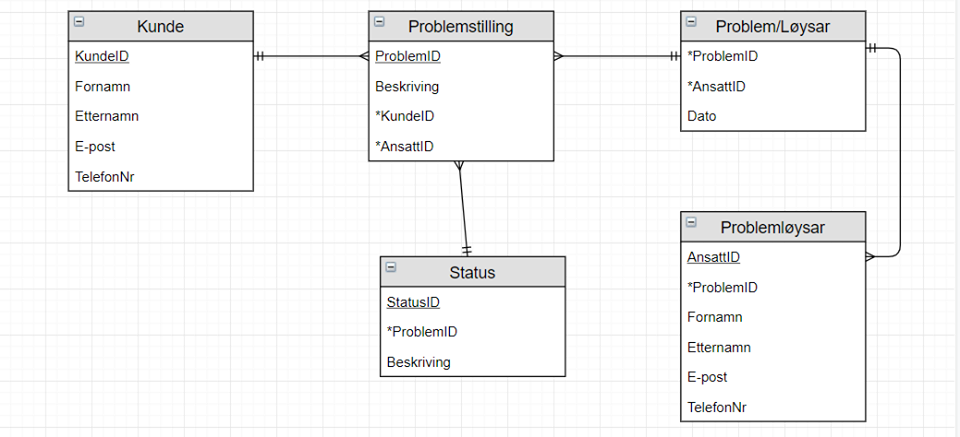 Kunde
KundeID
Fornamn
Etternamn
E-post
TelefonNr
Problemstilling
ProblemID
Beskriving
*KundeID
*AnsattID
Problem/Løysar
*ProblemID
*AnsattID
Dato
Status
StatusID
*ProblemID
Beskriving
Problemløysar
AnsattID
*ProblemID
Fornamn
Etternamn
E-post
TelefonNr